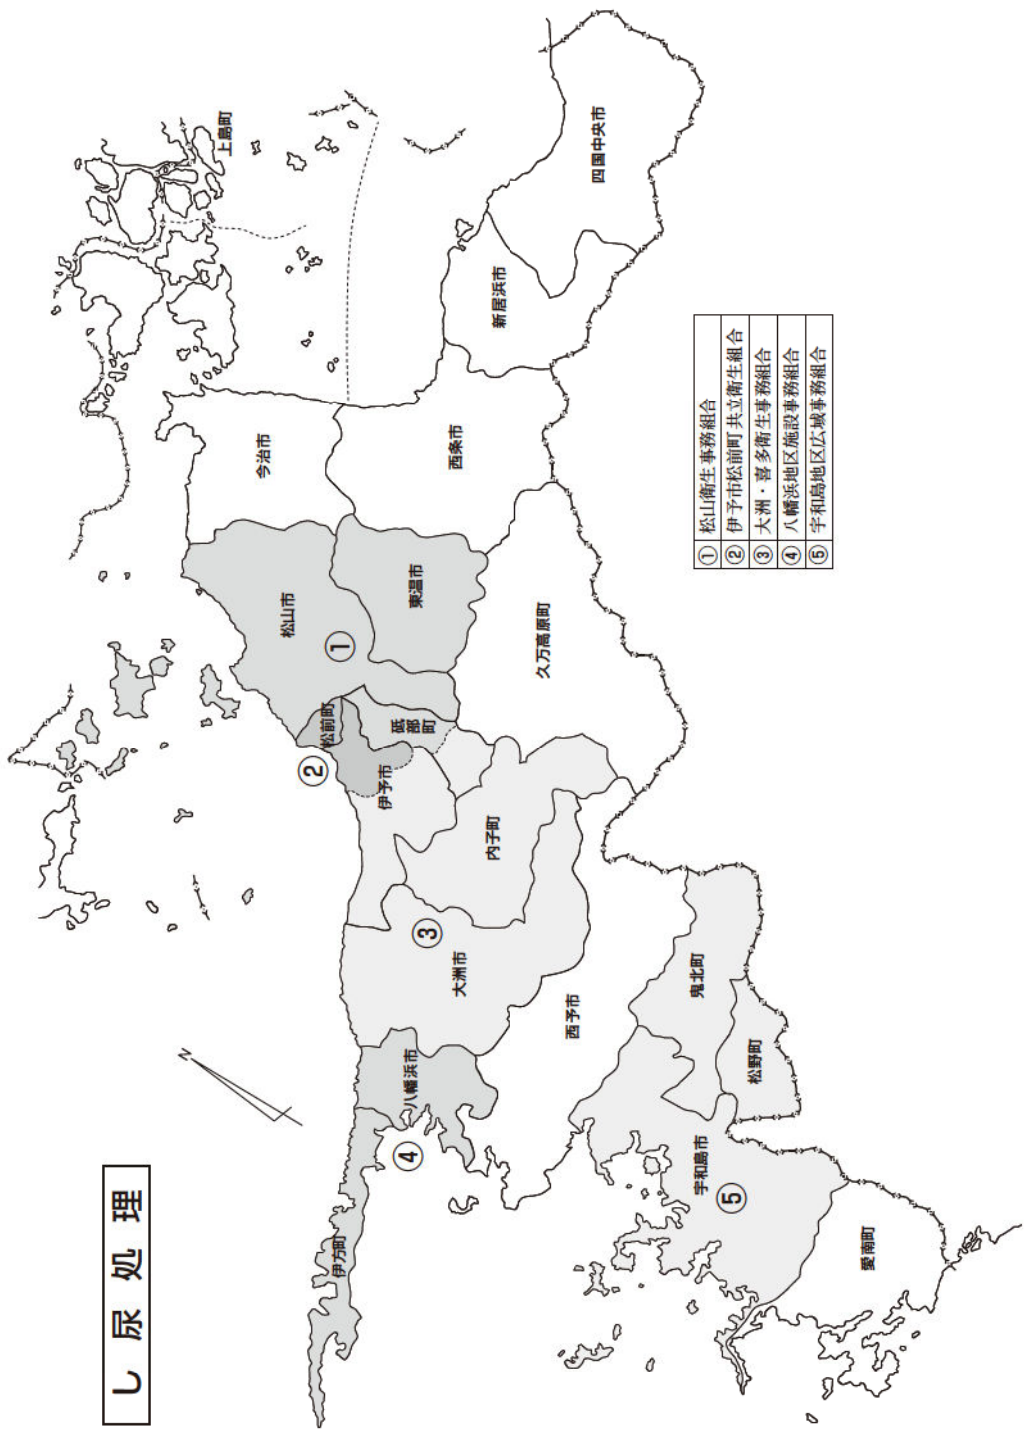 し尿処理
上島町
四国中央市
新居浜市
西条市
今治市
松山市
①
東温市
久万高原町
松前町
②
砥部町
伊予市
内子町
③
大洲市
西予市
八幡浜市
④
伊方町
鬼北町
松野町
宇和島市
⑤
愛南町
N
① 松山衛生事務組合
② 伊予市松前町共立衛生組合
③ 大洲・喜多衛生事務組合
④ 八幡浜地区施設事務組合
⑤ 宇和島地区広域事務組合